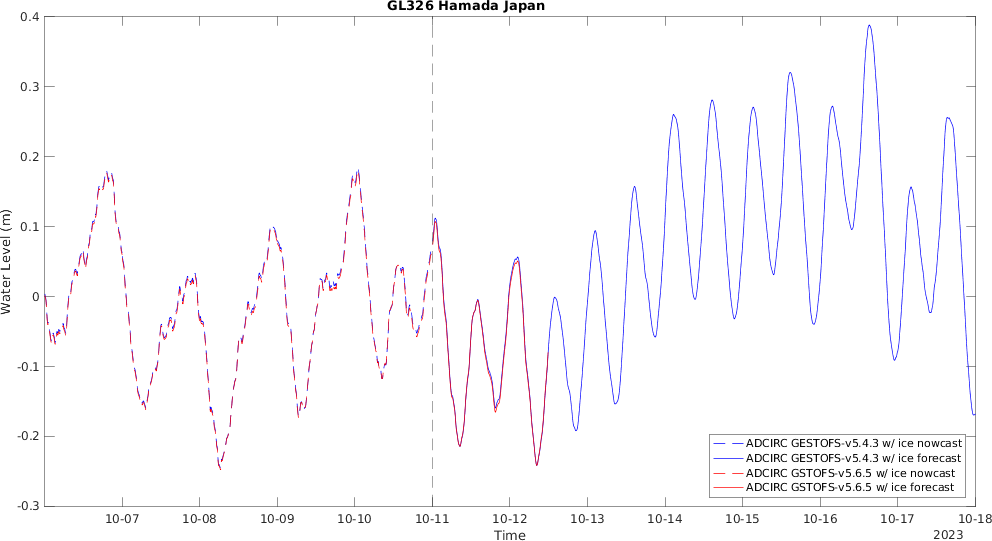 GL326 Hamada Japan
0.4
0.3
0.2
0.1
0
-0.1
-0.2
-0.3
Water Level (m)
ADCIRC GESTOFS-v5.4.3 w/ ice nowcast
ADCIRC GESTOFS-v5.4.3 w/ ice forecast
ADCIRC GSTOFS-v5.6.5 w/ ice nowcast
ADCIRC GSTOFS-v5.6.5 w/ ice forecast
10-07 10-08 10-09 10-10 10-11 10-12 10-13 10-14 10-15 10-16 10-17 10-18
Time
2023